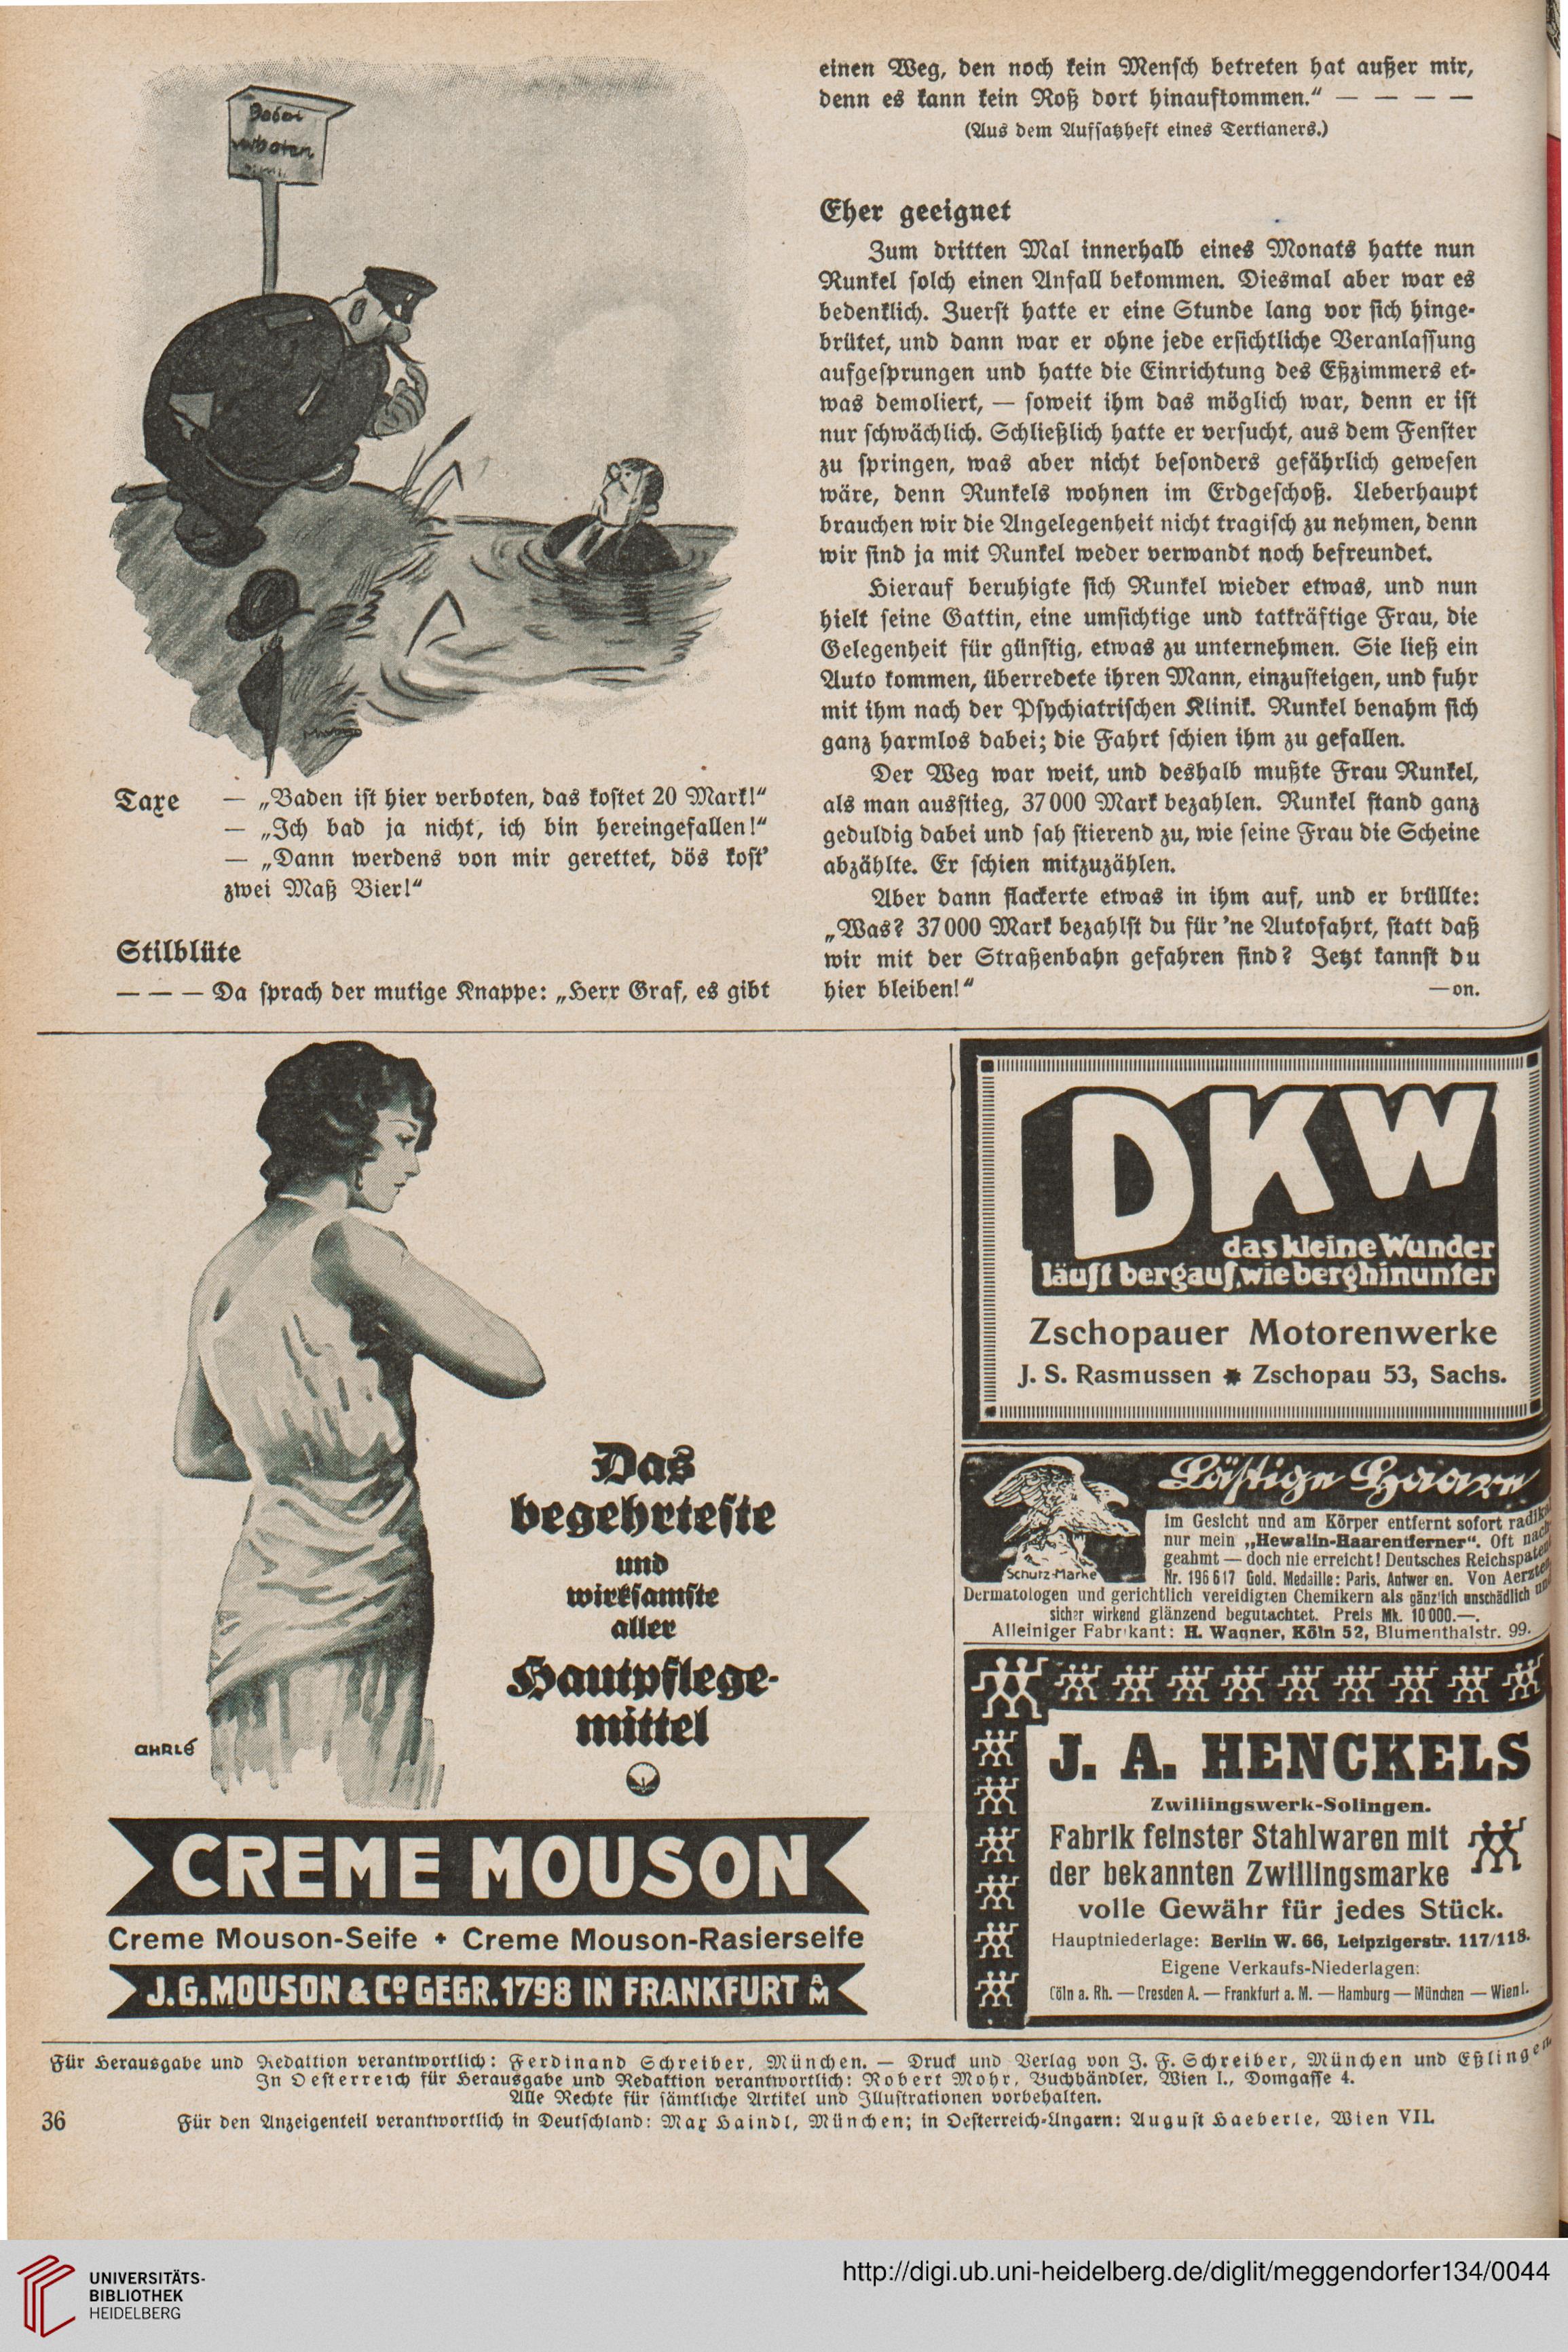 Baden
verboten
Taxe — „Baden ist hier verboten, das kostet 20 Mark!“
— „Ich bad ja nicht, ich bin hereingefallen!“
— „Dann werdens von mir gerettet, dös kost’
zwei Maß Bier!“
Stilblüte
— — — Da sprach der mutige Knappe: „Herr Graf, es gibt
einen Weg, den noch kein Mensch betreten hat außer mir,
denn es kann kein Roß dort hinaufkommen.“ — — — —
(Aus dem Aufsatzheft eines Tertianers.)
Eher geeignet
Zum dritten Mal innerhalb eines Monats hatte nun
Runkel solch einen Anfall bekommen. Diesmal aber war es
bedenklich. Zuerst hatte er eine Stunde lang vor sich hinge-
brütet, und dann war er ohne jede ersichtliche Veranlassung
aufgesprungen und hatte die Einrichtung des Eßzimmers et-
was demoliert, — soweit ihm das möglich war, denn er ist
nur schwächlich. Schließlich hatte er versucht, aus dem Fenster
zu springen, was aber nicht besonders gefährlich gewesen
wäre, denn Runkels wohnen im Erdgeschoß. Ueberhaupt
brauchen wir die Angelegenheit nicht tragisch zu nehmen, denn
wir sind ja mit Runkel weder verwandt noch befreundet.
Hierauf beruhigte sich Runkel wieder etwas, und nun
hielt seine Gattin, eine umsichtige und tatkräftige Frau, die
Gelegenheit für günstig, etwas zu unternehmen. Sie ließ ein
Auto kommen, überredete ihren Mann, einzusteigen, und fuhr
mit ihm nach der Psychiatrischen Klinik. Runkel benahm sich
ganz harmlos dabei; die Fahrt schien ihm zu gefallen.
Der Weg war weit, und deshalb mußte Frau Runkel,
als man ausstieg, 37000 Mark bezahlen. Runkel stand ganz
geduldig dabei und sah stierend zu, wie seine Frau die Scheine
abzählte. Er schien mitzuzählen.
Aber dann flackerte etwas in ihm auf, und er brüllte:
„Was? 37000 Mark bezahlst du für ’ne Autofahrt, statt daß
wir mit der Straßenbahn gefahren sind? Jetzt kannst du
hier bleiben!“ —on.
Das
begehrteste
und
wirksamste
aller
Hautpflege-
mittel
AHRLÉ
CREME MOUSON
Creme Mouson-Seife • Creme Mouson-Rasierseife
J.G.MOUSON & Co GEGR.1798 IN FRANKFURT A M
DKW
das kleine Wunder
läuft bergauf, wie berghinunter
Zschopauer Motorenwerke
J. S. Rasmussen * Zschopau 53, Sachs.
Lästige Haare
Schutz-Marke
im Gesicht und am Körper entfernt sofort radikal
nur mein „Hewalin-Haarentferner“. Oft nach-
geahmt — doch nie erreicht! Deutsches Reichspatent
Nr. 196617 Gold. Medaille: Paris, Antwer en. Von Aerzten
Dermatologen und gerichtlich vereidigten Chemikern als gänzlich unschädlich und
sicher wirkend glänzend begutachtet. Preis Mk. 10000.—.
Alleiniger Fabrikant: H. Wagner, Köln 52, Blumenthalstr. 99.
J. A. HENCKELS
Zwillingswerk-Solingen.
Fabrik feinster Stahlwaren mit
der bekannten Zwillingsmarke
volle Gewähr für jedes Stück.
Hauptniederlage: Berlin W. 66, Leipzigerstr. 117/118.
Eigene Verkaufs-Niederlagen:
Cöln a. Rh. — Dresden A. — Frankfurt a. M. — Hamburg — München — Wien I.
Für Herausgabe und Redaktion verantwortlich: Ferdinand Schreiber, München. — Druck und Verlag von J. F. Schreiber, München und Eßlingen
In Oesterreich für Herausgabe und Redaktion verantwortlich: Robert Mohr, Buchhändler, Wien I., Domgasse 4.
Alle Rechte für sämtliche Artikel und Illustrationen vorbehalten.
36 Für den Anzeigenteil verantwortlich in Deutschland: Max Haindl, München; in Oesterreich-Ungarn: August Haeberle, Wien VII.
UNIVERSITÄTS-
BIBLIOTHEK
HEIDELBERG
http://digi.ub.uni-heidelberg.de/diglit/meggendorfer134/0044